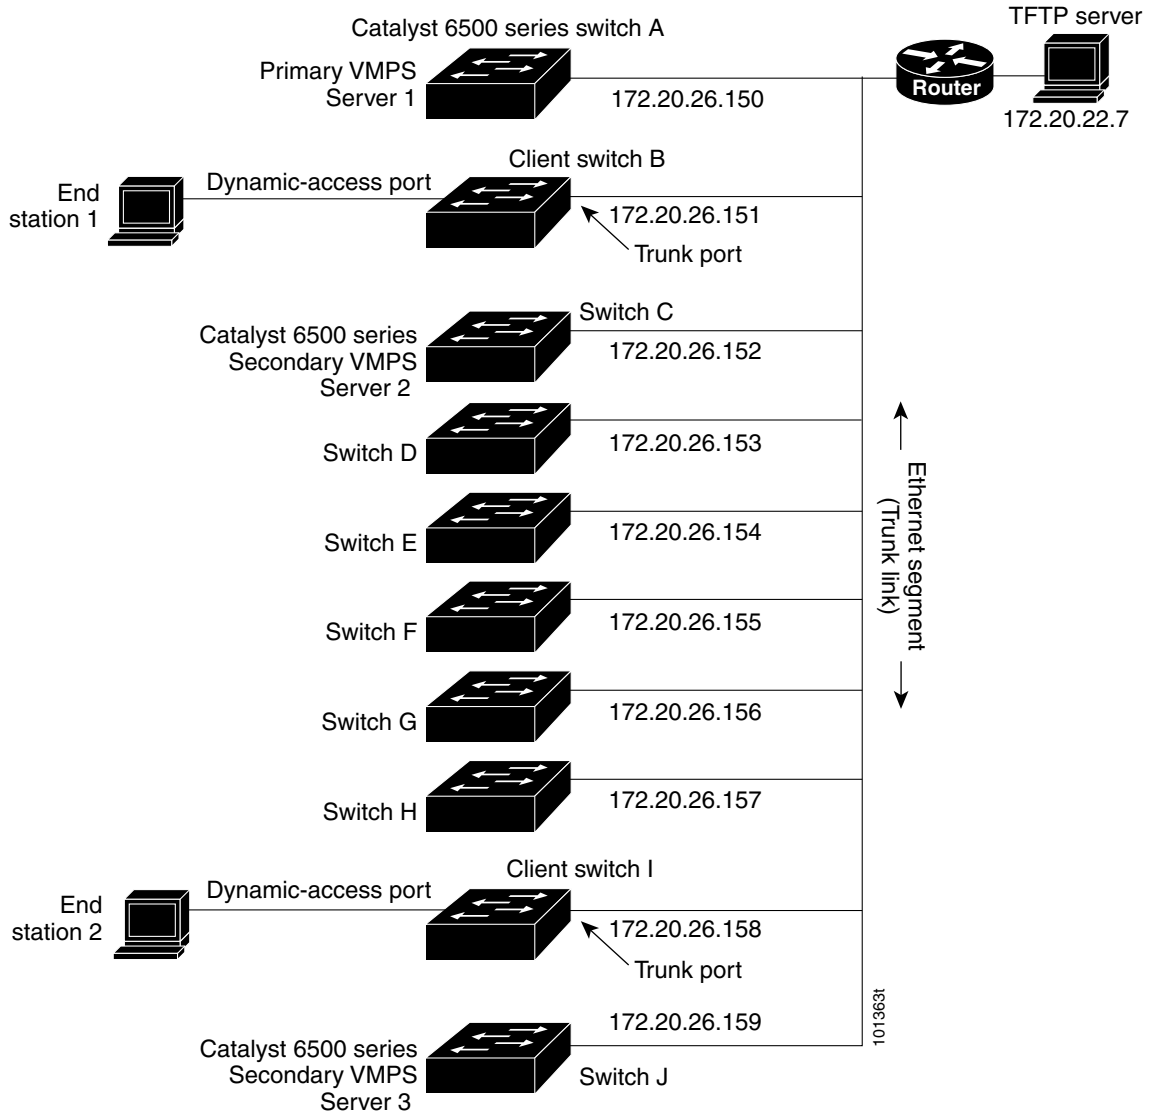 Catalyst 6500 series switch A
TFTP server
Primary VMPS
Server 1
172.20.26.150
Router
172.20.22.7
Client switch B
End
station 1
Dynamic-access port
172.20.26.151
Trunk port
Switch C
Catalyst 6500 series
Secondary VMPS
Server 2
172.20.26.152
Switch D
172.20.26.153
Switch E
172.20.26.154
Ethernet segment
(Trunk link)
Switch F
172.20.26.155
Switch G
172.20.26.156
Switch H
172.20.26.157
Client switch I
End
station 2
Dynamic-access port
172.20.26.158
Trunk port
172.20.26.159
101363t
Catalyst 6500 series
Secondary VMPS
Server 3
Switch J